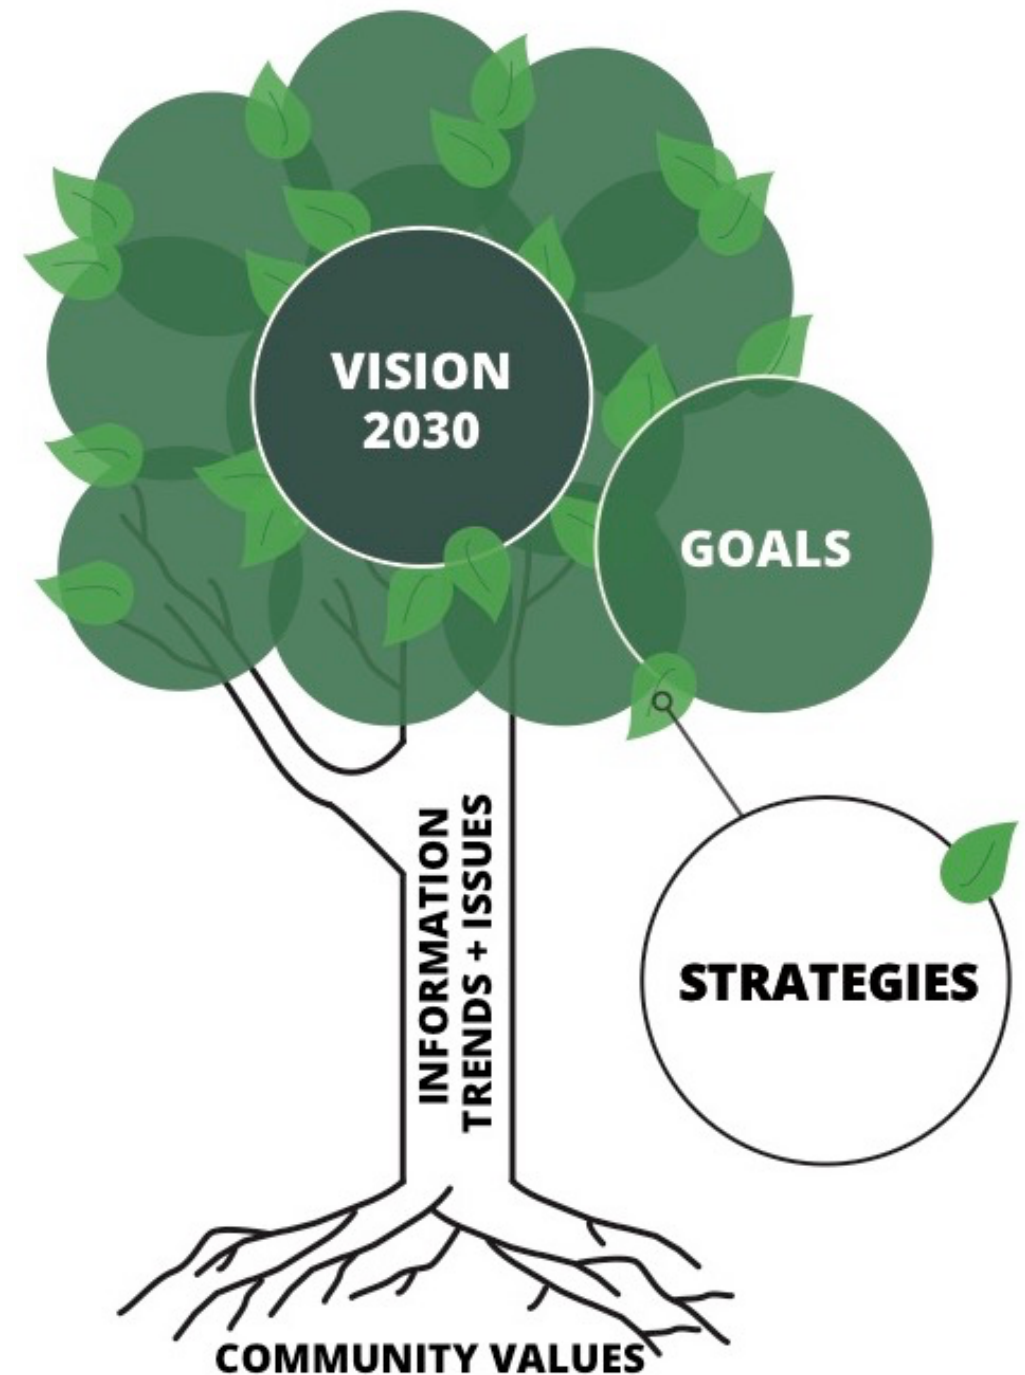 VISION
2030
GOALS
INFORMATION
TRENDS + ISSUES
STRATEGIES
COMMUNITY VALUES